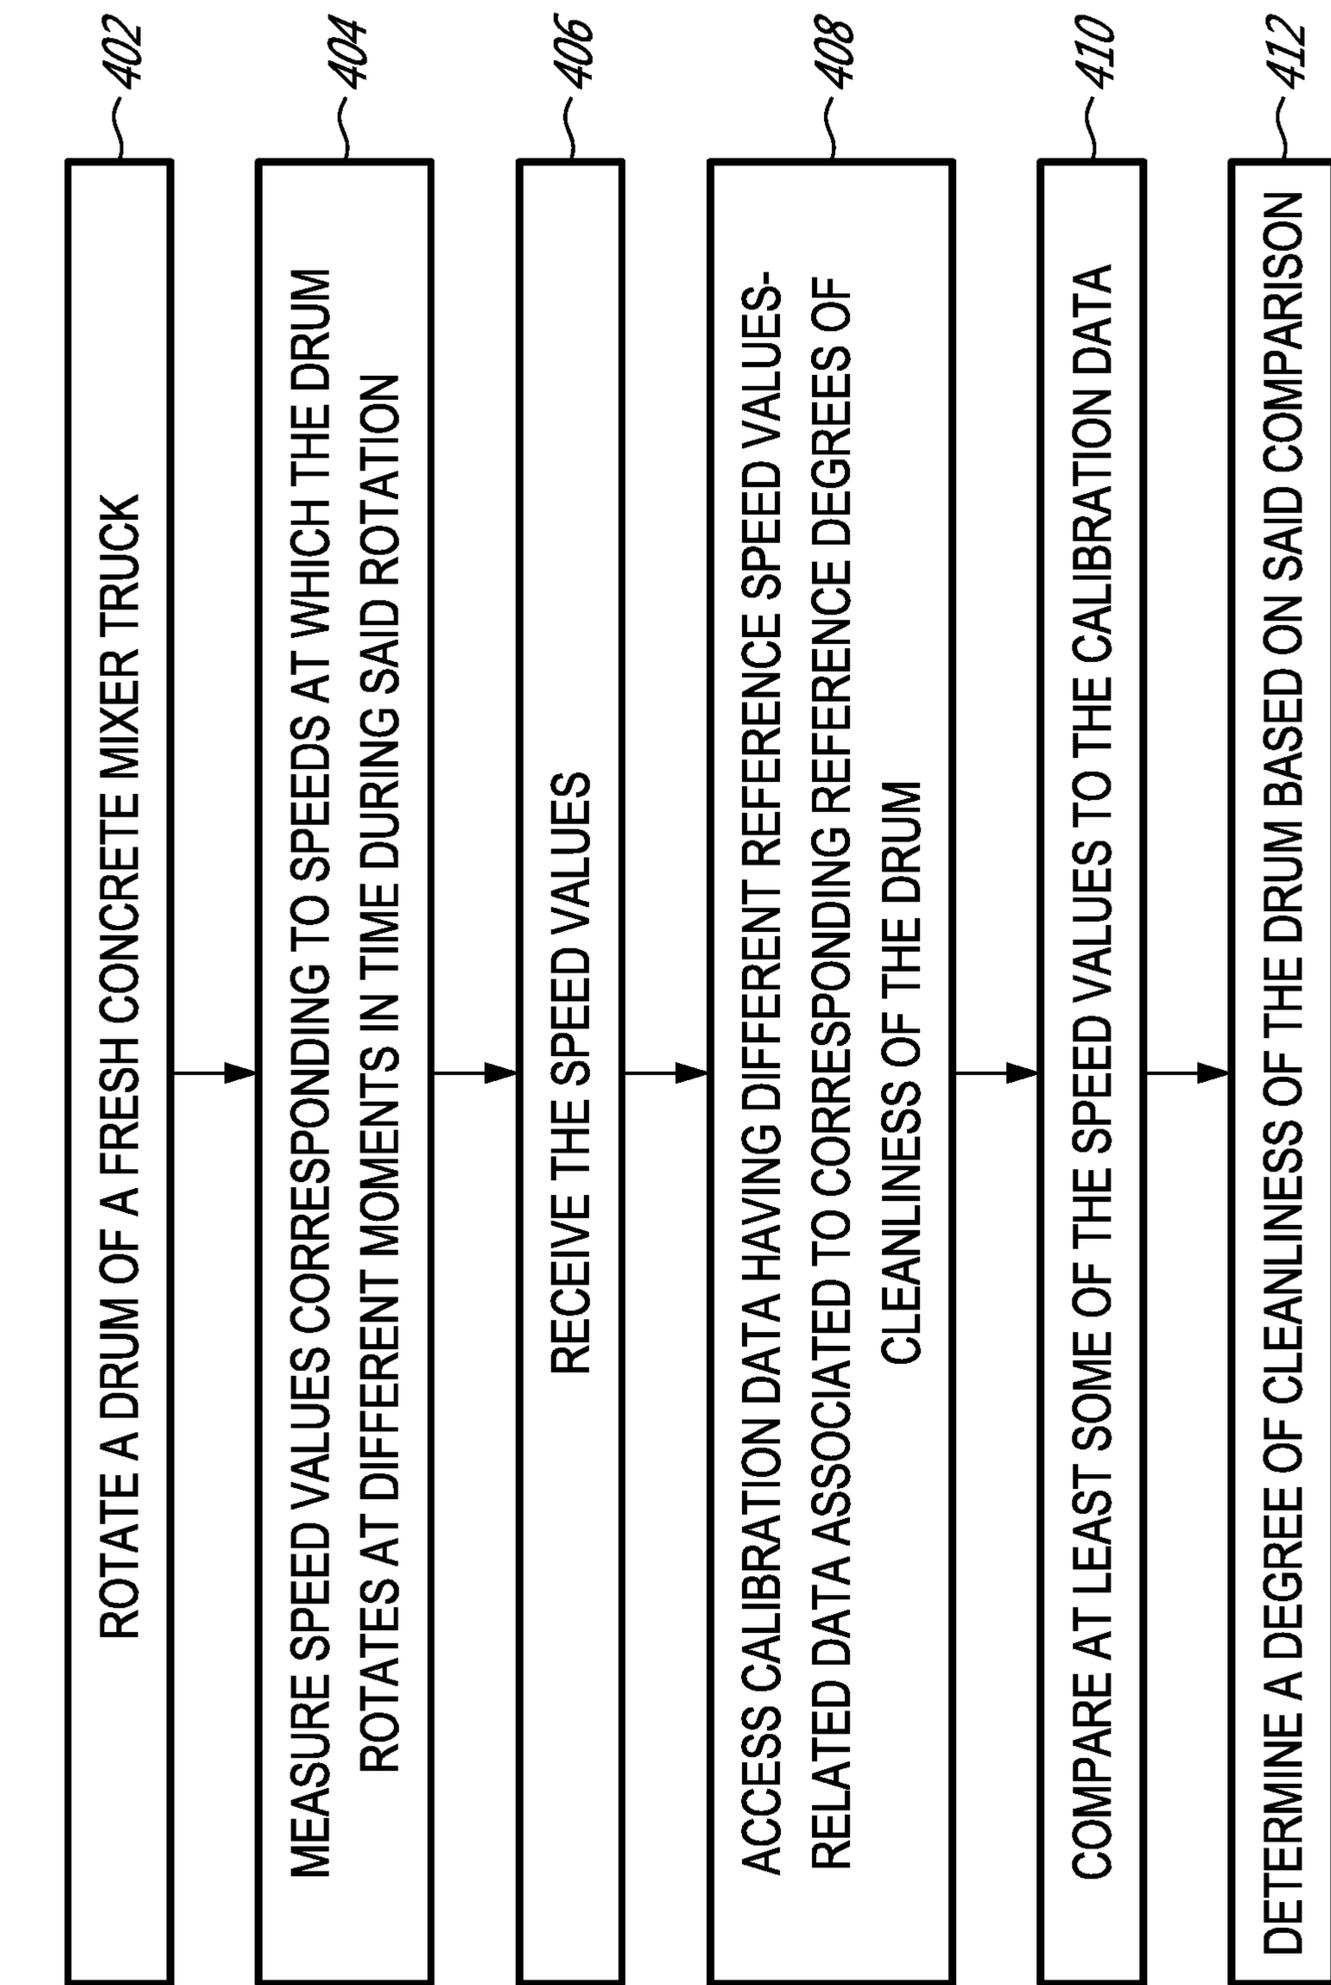 402
ROTATE A DRUM OF A FRESH CONCRETE MIXER TRUCK
404
MEASURE SPEED VALUES CORRESPONDING TO SPEEDS AT WHICH THE DRUM
ROTATES AT DIFFERENT MOMENTS IN TIME DURING SAID ROTATION
406
RECEIVE THE SPEED VALUES
408
ACCESS CALIBRATION DATA HAVING DIFFERENT REFERENCE SPEED VALUES-
RELATED DATA ASSOCIATED TO CORRESPONDING REFERENCE DEGREES OF
CLEANLINESS OF THE DRUM
410
COMPARE AT LEAST SOME OF THE SPEED VALUES TO THE CALIBRATION DATA
412
DETERMINE A DEGREE OF CLEANLINESS OF THE DRUM BASED ON SAID COMPARISON